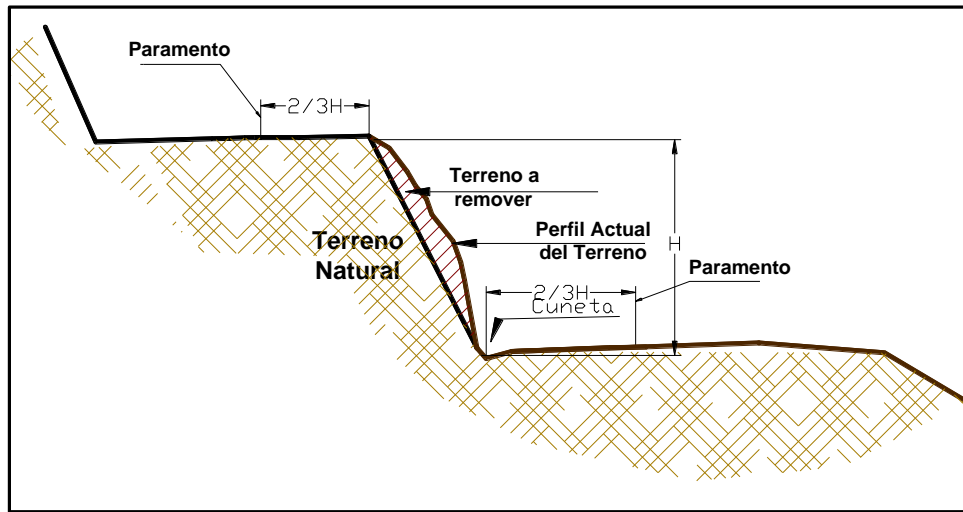 Paramento
2/3H
Terreno a
remover
Terreno
Natural
Perfil Actual
del Terreno
H
Paramento
2/3H
Cuneta